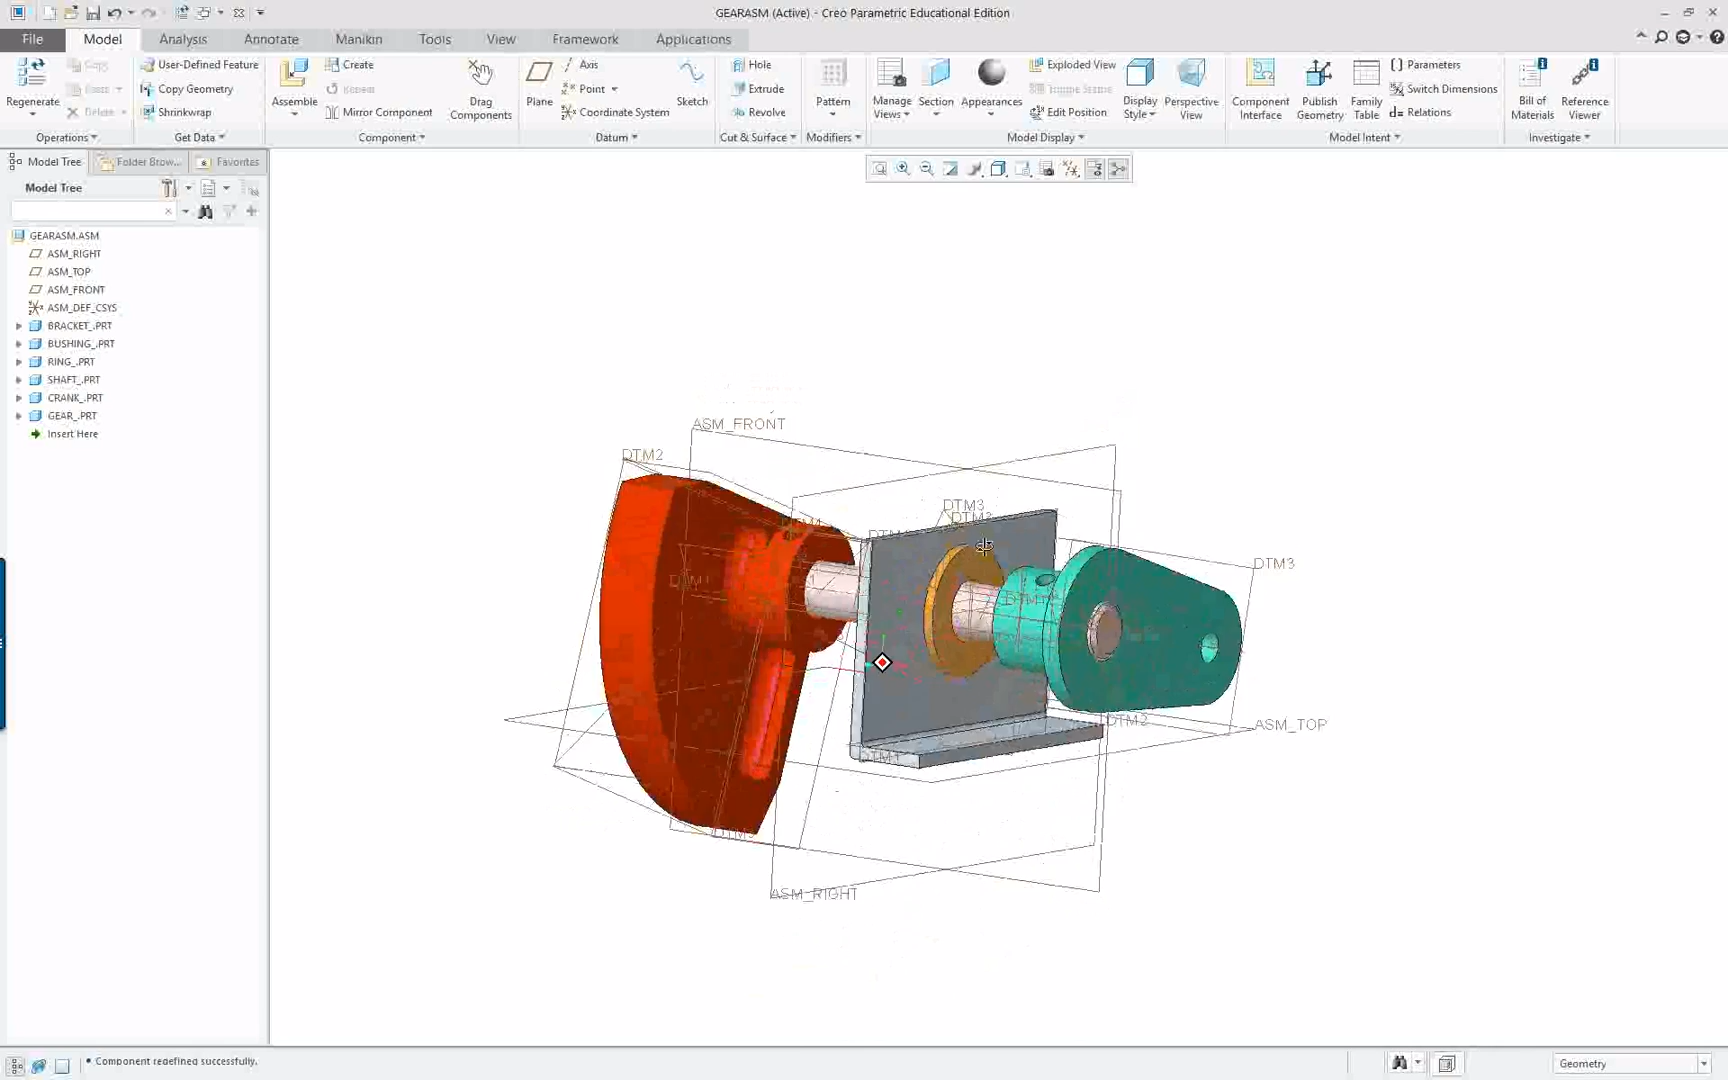 GEARASM (Active) - Creo Parametric Educational Edition
File
Model
Analysis
Annotate
Manikin
Tools
View
Framework
Applications
Regenerate
Copy
Paste
Delete
Operations
User-Defined Feature
Copy Geometry
Shrinkwrap
Get Data
Assemble
Create
Repeat
Mirror Component
Drag Components
Component
Plane
Axis
Point
Coordinate System
Sketch
Datum
Hole
Extrude
Revolve
Cut & Surface
Pattern
Modifiers
Manage Views
Section
Appearances
Exploded View
Edit Position
Display Style
Perspective View
Model Display
Component Interface
Publish Geometry
Family Table
Parameters
Switch Dimensions
Relations
Model Intent
Bill of Materials
Reference Viewer
Investigate
Model Tree
Folder Brow...
Favorites
Model Tree
GEARASM.ASM
ASM_RIGHT
ASM_TOP
ASM_FRONT
ASM_DEF_CSYS
BRACKET_.PRT
BUSHING_.PRT
RING_.PRT
SHAFT_.PRT
CRANK_.PRT
GEAR_.PRT
Insert Here
ASM_FRONT
DTM2
DTM3
DTM3
ASM_TOP
DTM2
DTM1
ASM_RIGHT
Component redefined successfully.
Geometry